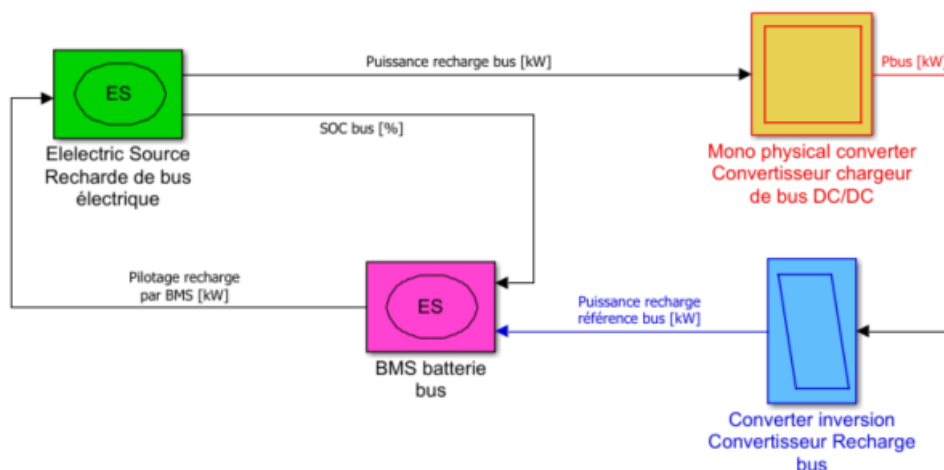 Puissance recharge bus [kW]
Pbus [kW]
ES
SOC bus [%]
Elelectric Source
Recharde de bus
électrique
Mono physical converter
Convertisseur chargeur
de bus DC/DC
Pilotage recharge
par BMS [kW]
ES
Puissance recharge
référence bus [kW]
BMS batterie
bus
Converter inversion
Convertisseur Recharge
bus